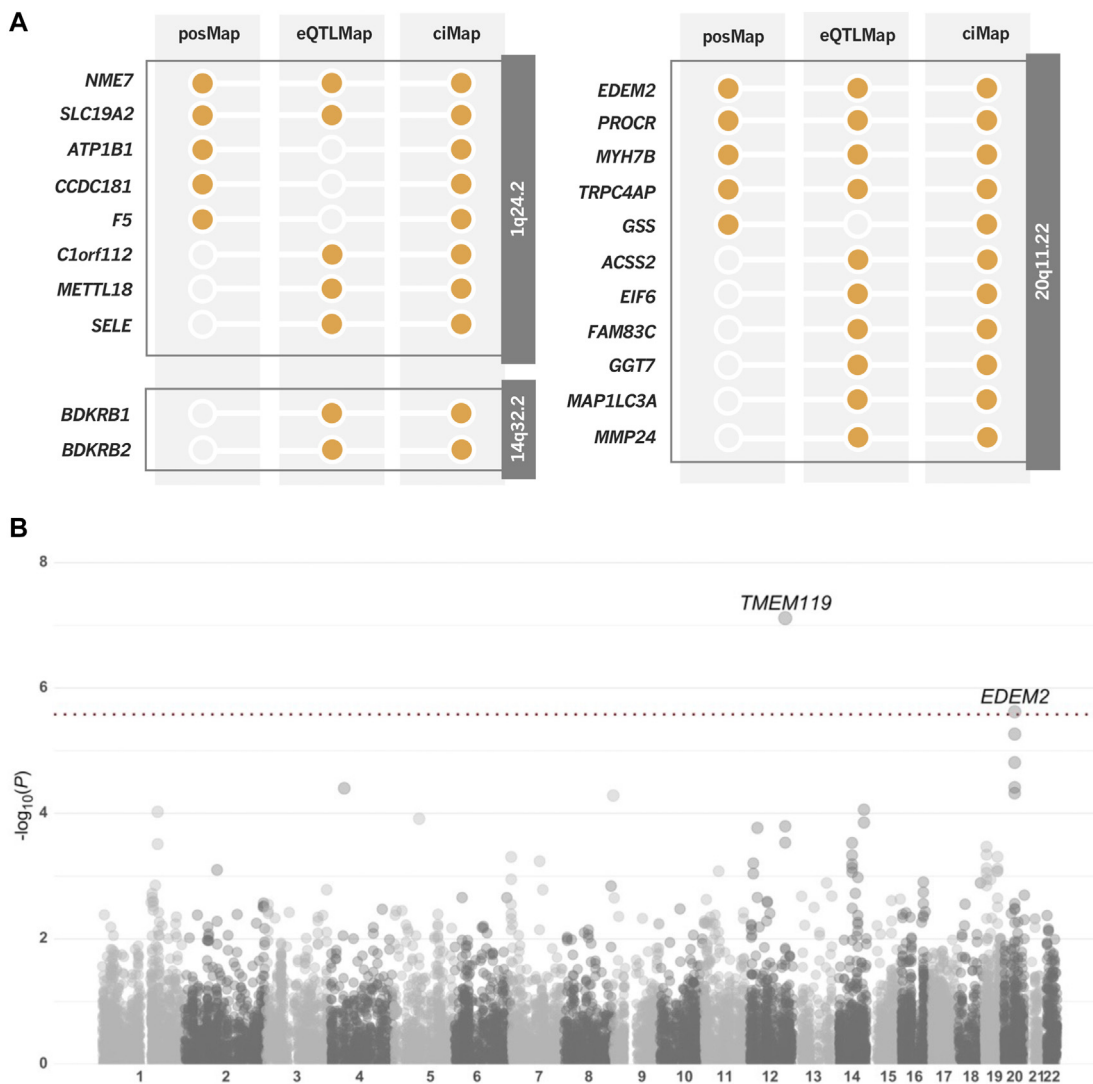 A
posMap eQTLMap ciMap
NME7
SLC19A2
ATP1B1
CCDC181
F5
C1orf112
METTL18
SELE
1q24.2
BDKRB1
BDKRB2
14q32.2
posMap eQTLMap ciMap
EDEM2
PROCR
MYH7B
TRPC4AP
GSS
ACSS2
EIF6
FAM83C
GGT7
MAP1LC3A
MMP24
20q11.22
B
8
TMEM119
6
EDEM2
-log10(P)
4
2
0
1 2 3 4 5 6 7 8 9 10 11 12 13 14 15 16 17 18 19 20 21 22